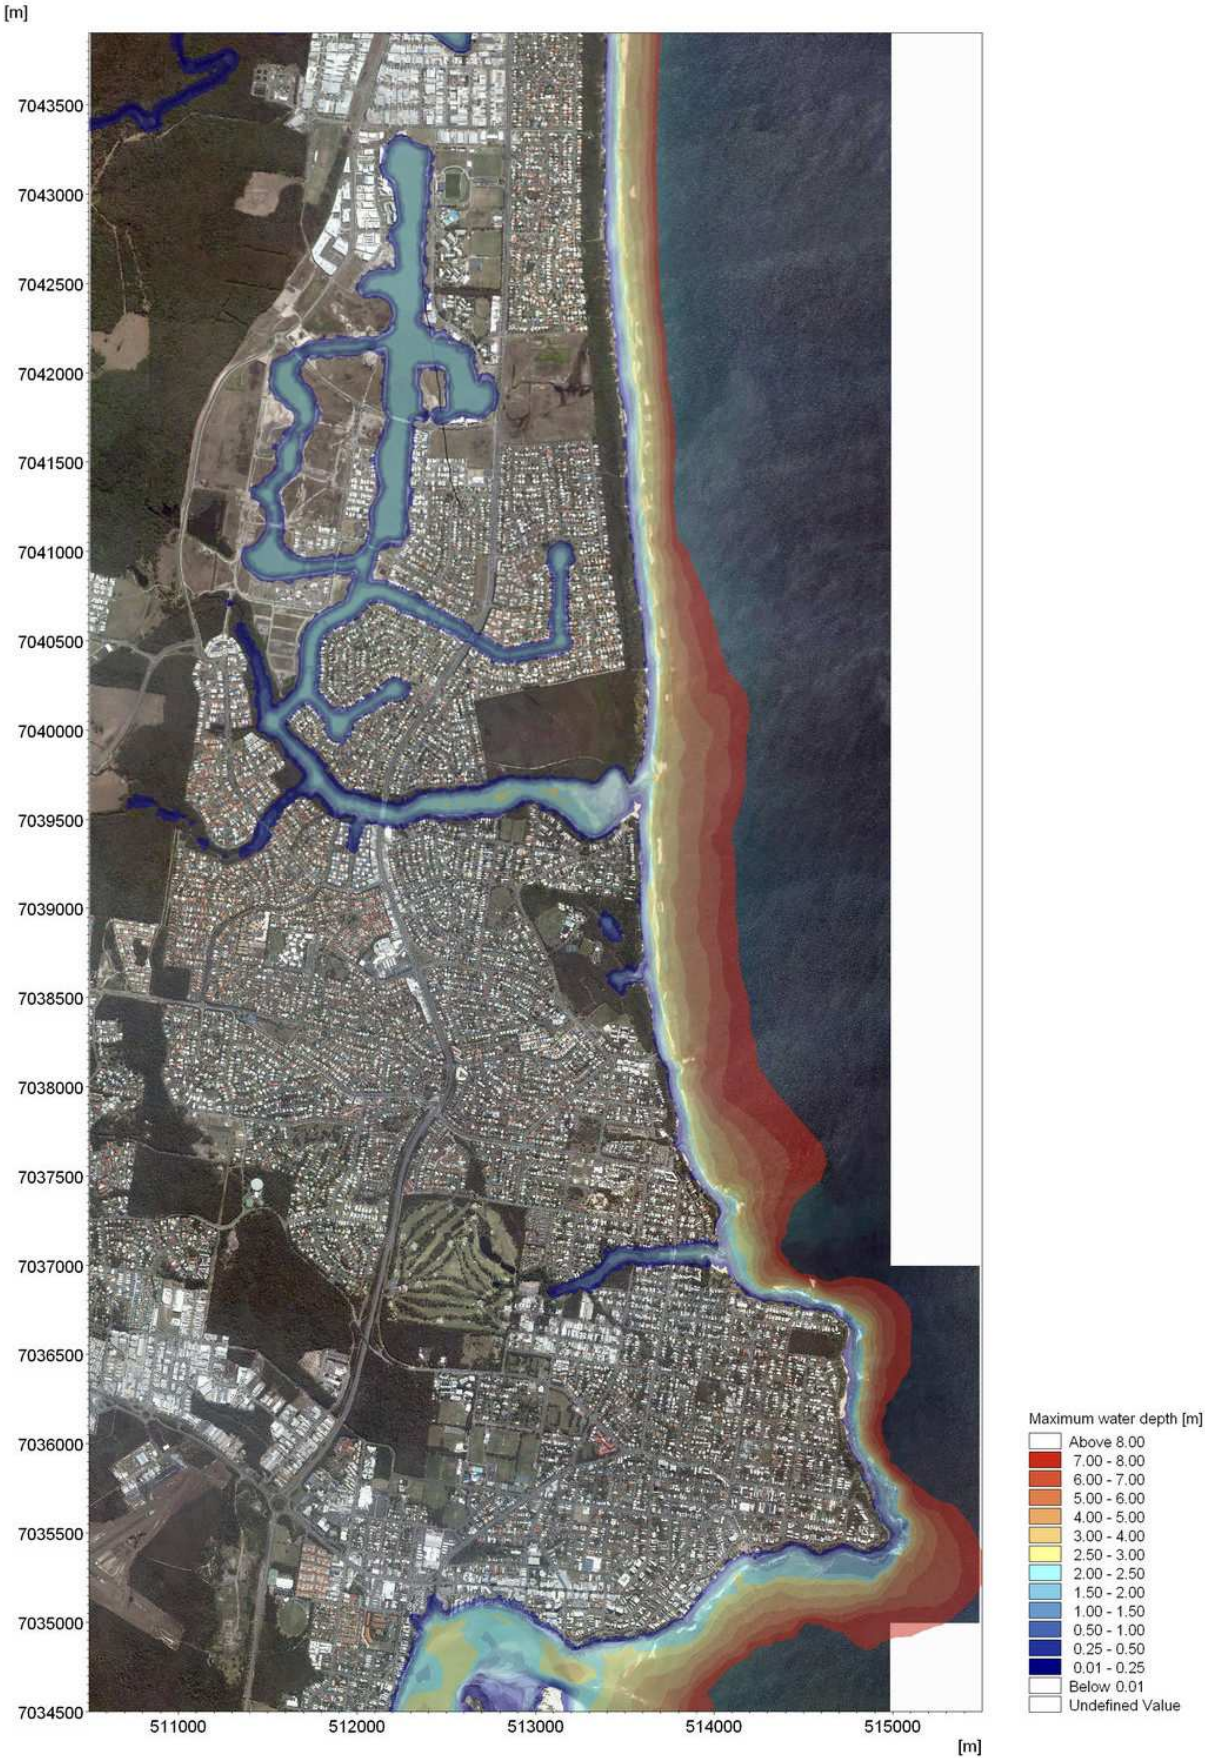 [m]
7043500
7043000
7042500
7042000
7041500
7041000
7040500
7040000
7039500
7039000
7038500
7038000
7037500
7037000
7036500
7036000
7035500
7035000
7034500
511000 512000 513000 514000 515000
[m]
Maximum water depth [m]
Above 8.00
7.00 - 8.00
6.00 - 7.00
5.00 - 6.00
4.00 - 5.00
3.00 - 4.00
2.50 - 3.00
2.00 - 2.50
1.50 - 2.00
1.00 - 1.50
0.50 - 1.00
0.25 - 0.50
0.01 - 0.25
Below 0.01
Undefined Value